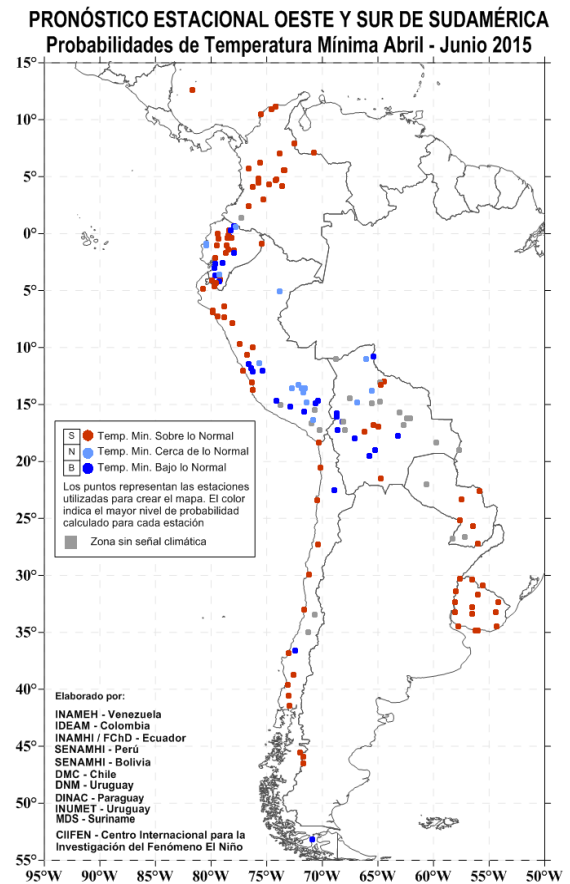 PRONÓSTICO ESTACIONAL OESTE Y SUR DE SUDAMÉRICA
Probabilidades de Temperatura Mínima Abril - Junio 2015
15°
10°
5°
0°
5°
10°
15°
20°
25°
30°
35°
40°
45°
50°
55°
S Temp. Min. Sobre lo Normal
N Temp. Min. Cerca de lo Normal
B Temp. Min. Bajo lo Normal
Los puntos representan las estaciones
utilizadas para crear el mapa. El color
indica el mayor nivel de probabilidad
calculado para cada estación
Zona sin señal climática
Elaborado por:
INAMEH - Venezuela
IDEAM - Colombia
INAMHI / FChD - Ecuador
SENAMHI - Perú
SENAMHI - Bolivia
DMC - Chile
DNM - Uruguay
DINAC - Paraguay
INUMET - Uruguay
MDS - Suriname
CIIFEN - Centro Internacional para la
Investigación del Fenómeno El Niño
95°W 90°W 85°W 80°W 75°W 70°W 65°W 60°W 55°W 50°W